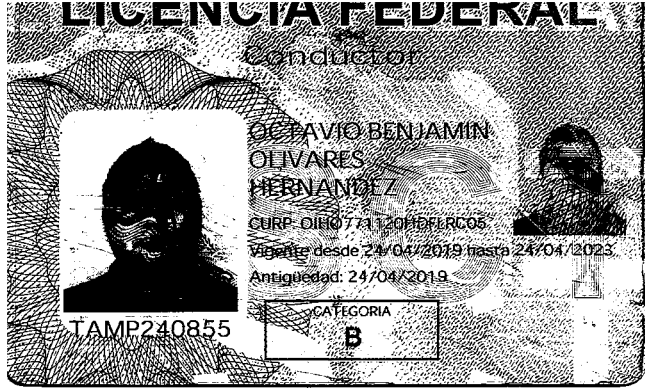 LICENCIA FEDERAL
Conductor
OCTAVIO BENJAMIN
OLIVARES
HERNANDEZ
CURP: OIHO771120HDFLRC05
Vigente desde 24/04/2019 hasta 24/04/2023
Antigüedad: 24/04/2019
CATEGORIA
B
TAMP240855